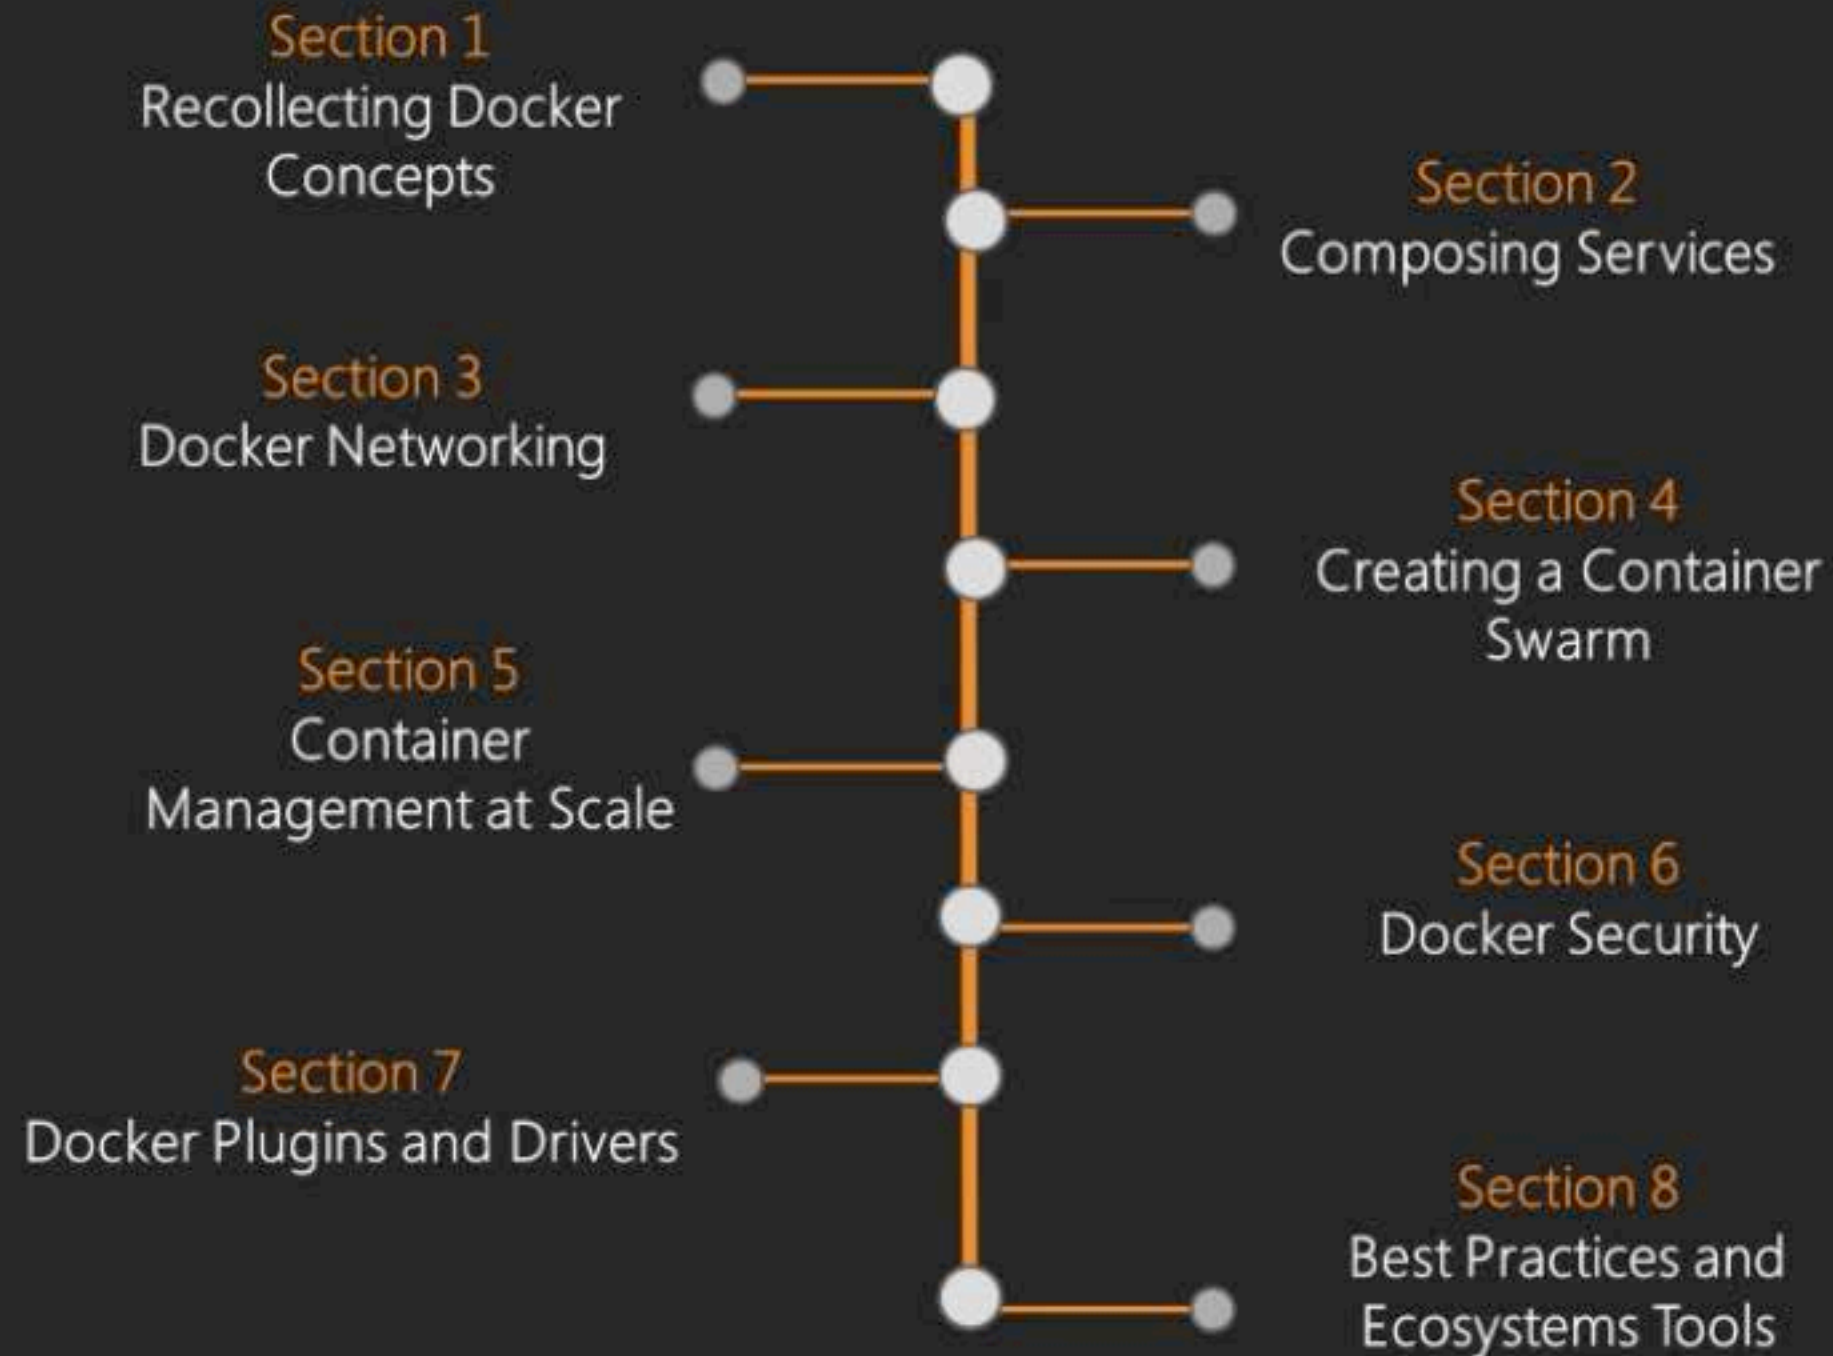 Section 1
Recollecting Docker
Concepts
Section 2
Composing Services
Section 3
Docker Networking
Section 4
Creating a Container
Swarm
Section 5
Container
Management at Scale
Section 6
Docker Security
Section 7
Docker Plugins and Drivers
Section 8
Best Practices and
Ecosystems Tools